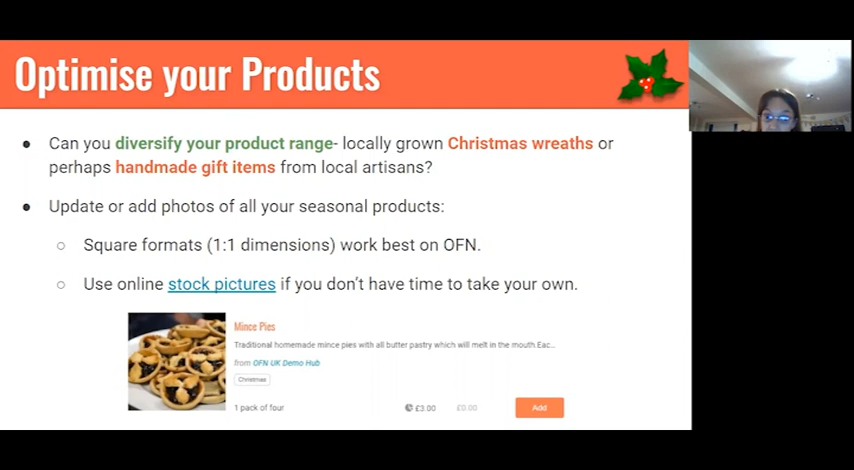 Optimise your Products
● Can you diversify your product range- locally grown Christmas wreaths or
perhaps handmade gift items from local artisans?
● Update or add photos of all your seasonal products:
○ Square formats (1:1 dimensions) work best on OFN.
○ Use online stock pictures if you don't have time to take your own.
Mince Pies
Traditional homemade mince pies with all butter pastry which will melt in the mouth.Eac...
from OFN UK Demo Hub
Christmas
1 pack of four £3.00 £0.00 Add